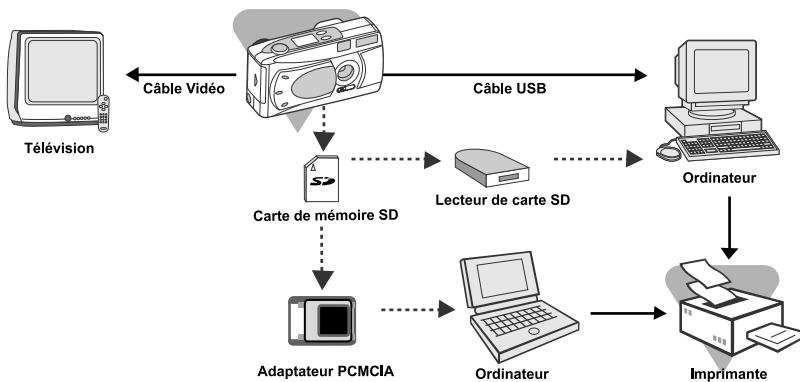 Câble Vidéo
Câble USB
Télévision
SD
Carte de mémoire SD
Lecteur de carte SD
Ordinateur
Adaptateur PCMCIA
Ordinateur
Imprimante